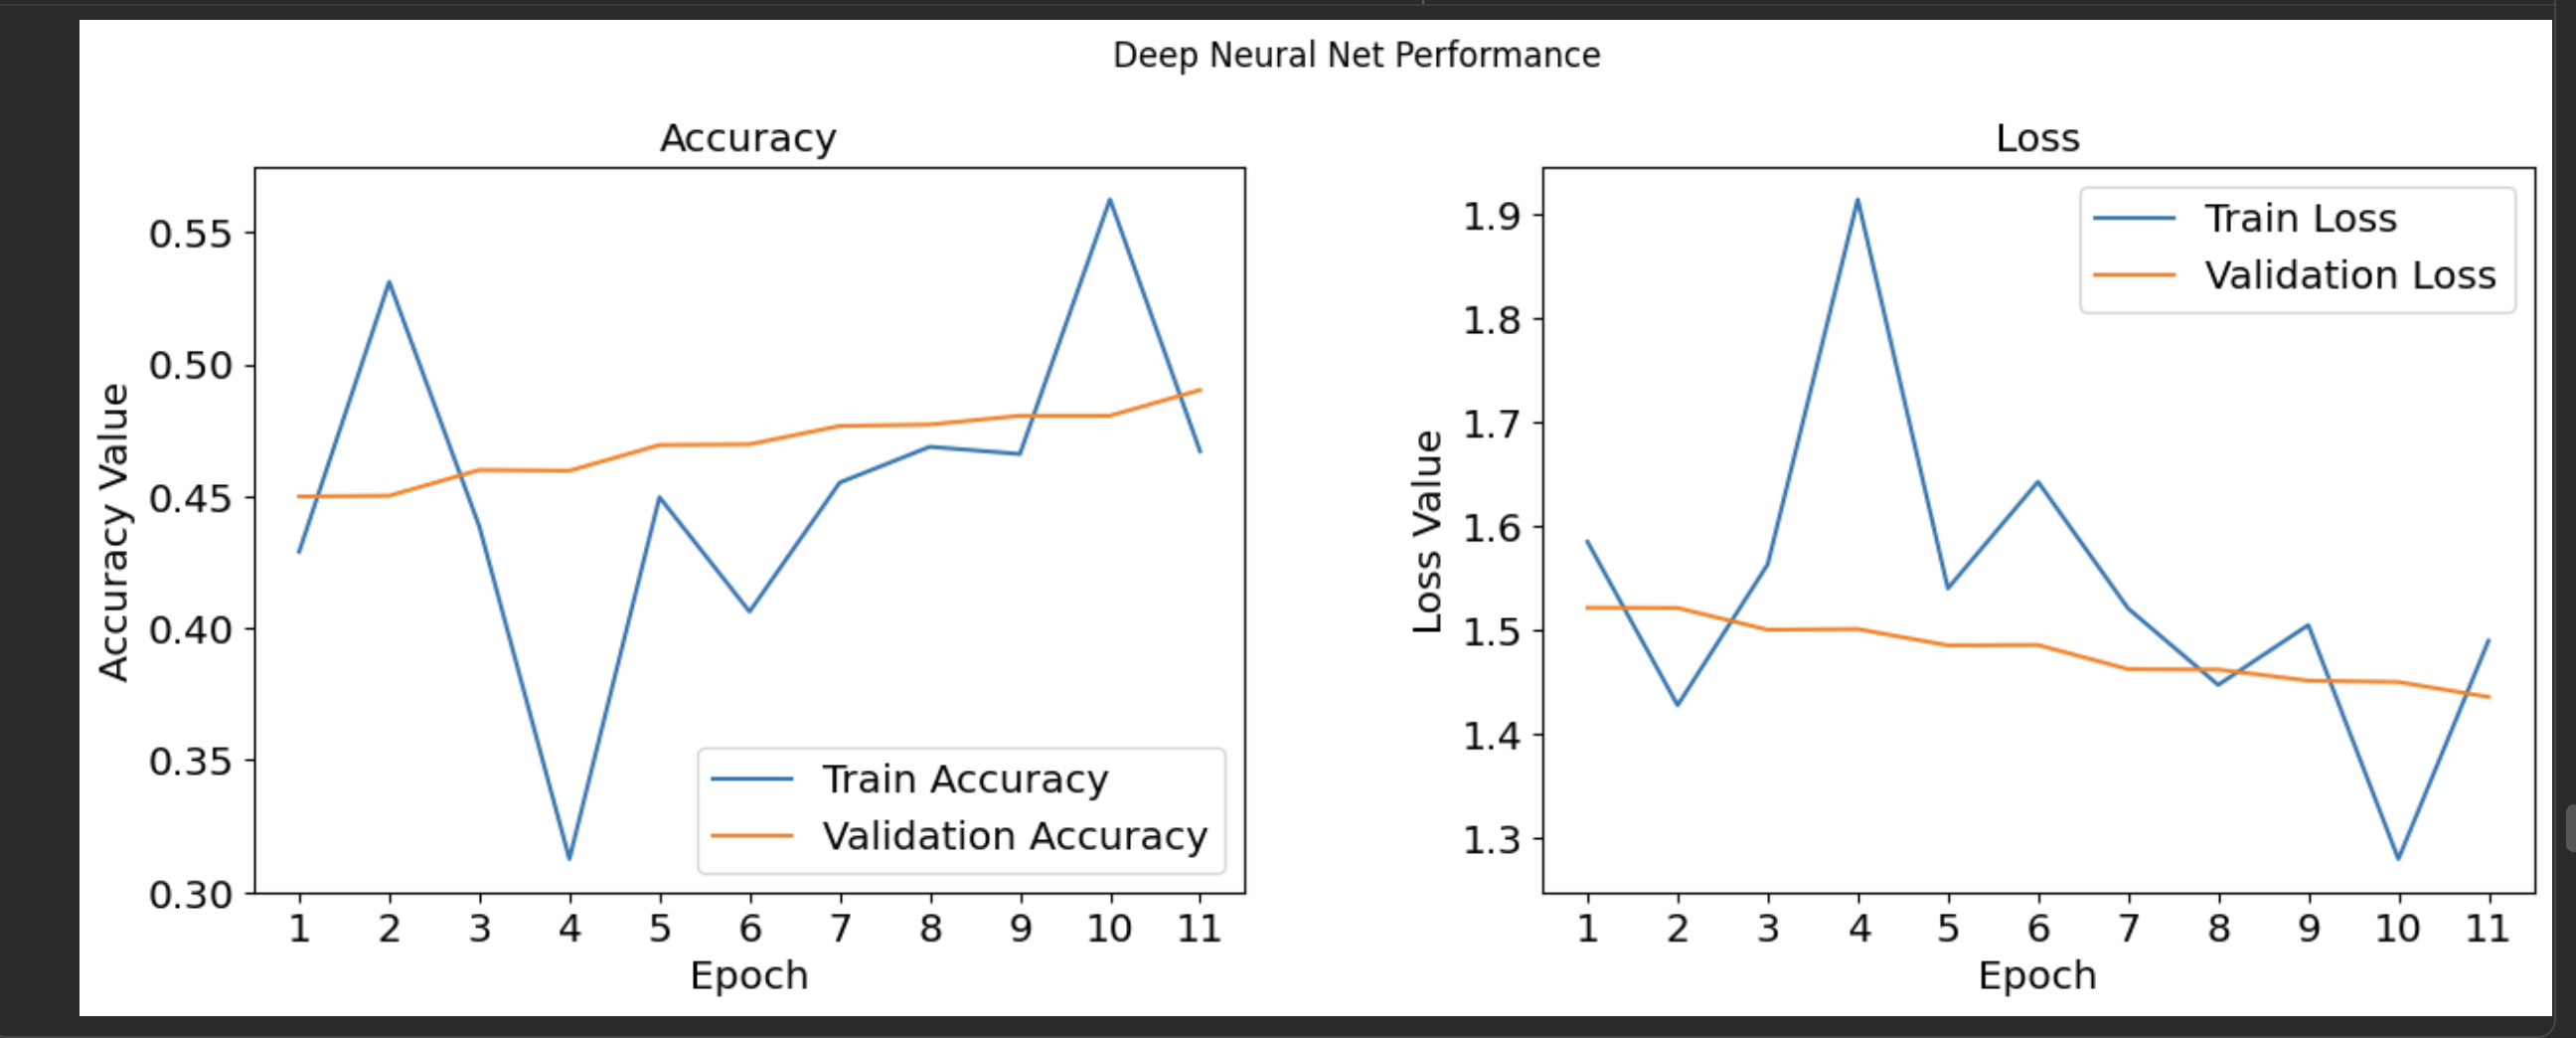 Deep Neural Net Performance
Accuracy
Accuracy Value
0.55
0.50
0.45
0.40
0.35
0.30
Train Accuracy
Validation Accuracy
1 2 3 4 5 6 7 8 9 10 11
Epoch
Loss
Loss Value
1.9
1.8
1.7
1.6
1.5
1.4
1.3
Train Loss
Validation Loss
1 2 3 4 5 6 7 8 9 10 11
Epoch